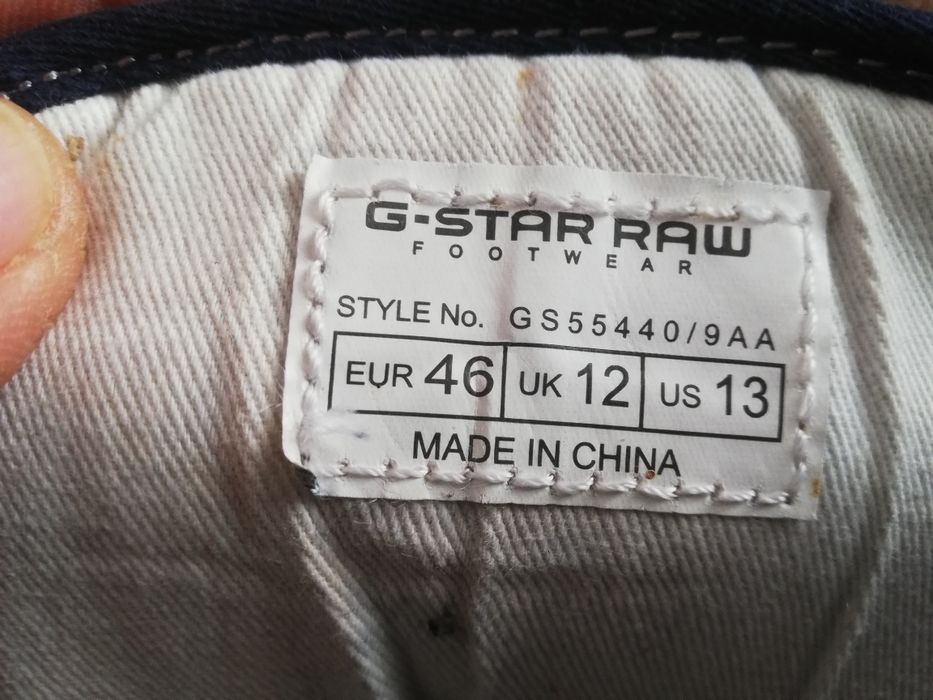 G-STAR RAW
FOOTWEAR
STYLE No. GS55440/9AA
EUR 46 UK 12 US 13
MADE IN CHINA